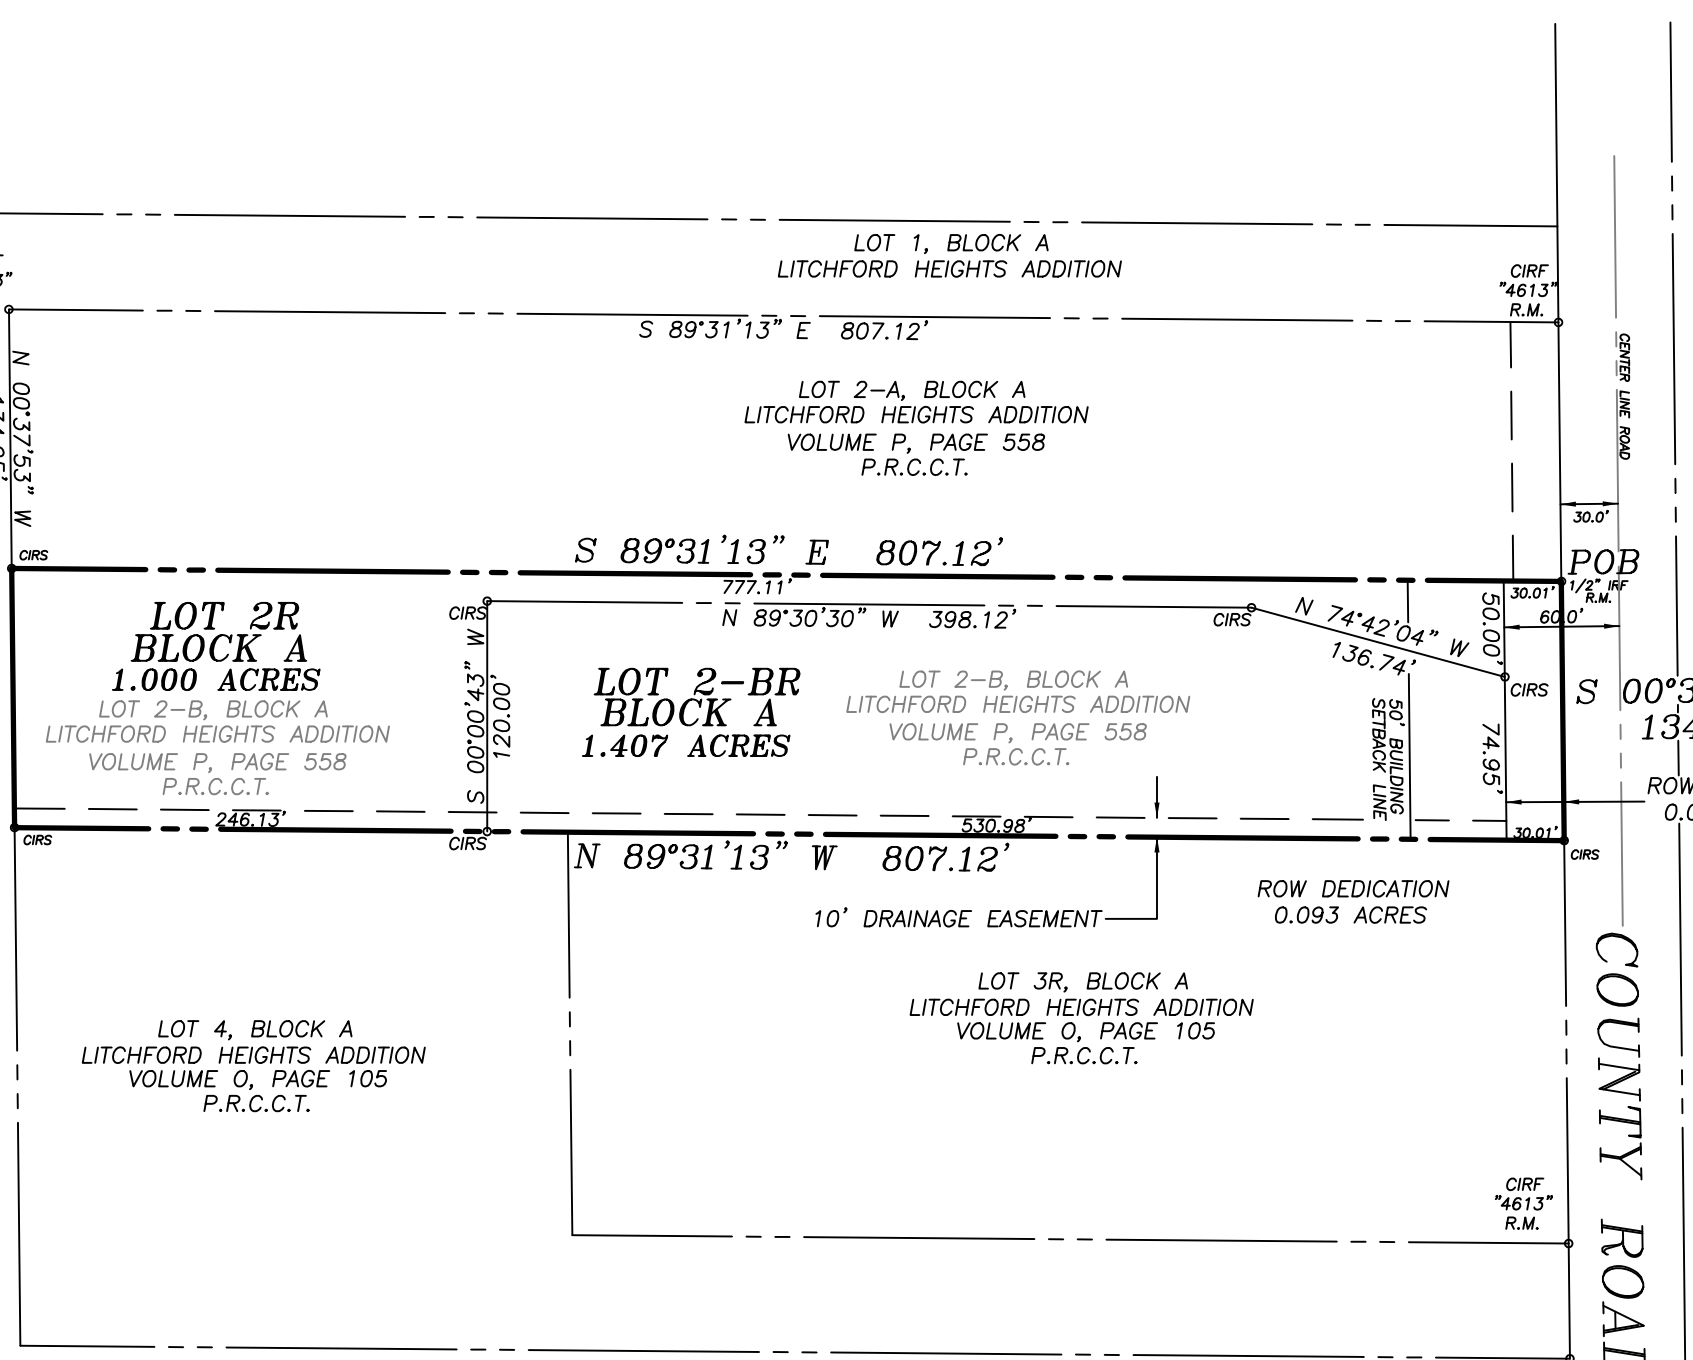 LOT 1, BLOCK A
LITCHFORD HEIGHTS ADDITION
CIRF
"4613"
R.M.
S 89°31'13" E 807.12'
N 00°37'53" W
CENTER LINE ROAD
LOT 2-A, BLOCK A
LITCHFORD HEIGHTS ADDITION
VOLUME P, PAGE 558
P.R.C.C.T.
30.0'
CIRS
S 89°31'13" E 807.12'
POB
1/2" IRF
R.M.
777.11'
30.01'
60.0'
CIRS
N 89°30'30" W 398.12'
CIRS
N 74°42'04" W
136.74'
50.00'
CIRS
LOT 2R
BLOCK A
1.000 ACRES
LOT 2-B, BLOCK A
LITCHFORD HEIGHTS ADDITION
VOLUME P, PAGE 558
P.R.C.C.T.
S 00°00'43" W
120.00'
LOT 2-BR
BLOCK A
1.407 ACRES
LOT 2-B, BLOCK A
LITCHFORD HEIGHTS ADDITION
VOLUME P, PAGE 558
P.R.C.C.T.
50' BUILDING
SETBACK LINE
74.95'
S 00°3
134
ROW
0.0
246.13'
530.98'
30.01'
CIRS
CIRS
CIRS
N 89°31'13" W 807.12'
10' DRAINAGE EASEMENT
ROW DEDICATION
0.093 ACRES
LOT 3R, BLOCK A
LITCHFORD HEIGHTS ADDITION
VOLUME O, PAGE 105
P.R.C.C.T.
LOT 4, BLOCK A
LITCHFORD HEIGHTS ADDITION
VOLUME O, PAGE 105
P.R.C.C.T.
CIRF
"4613"
R.M.
COUNTY ROA